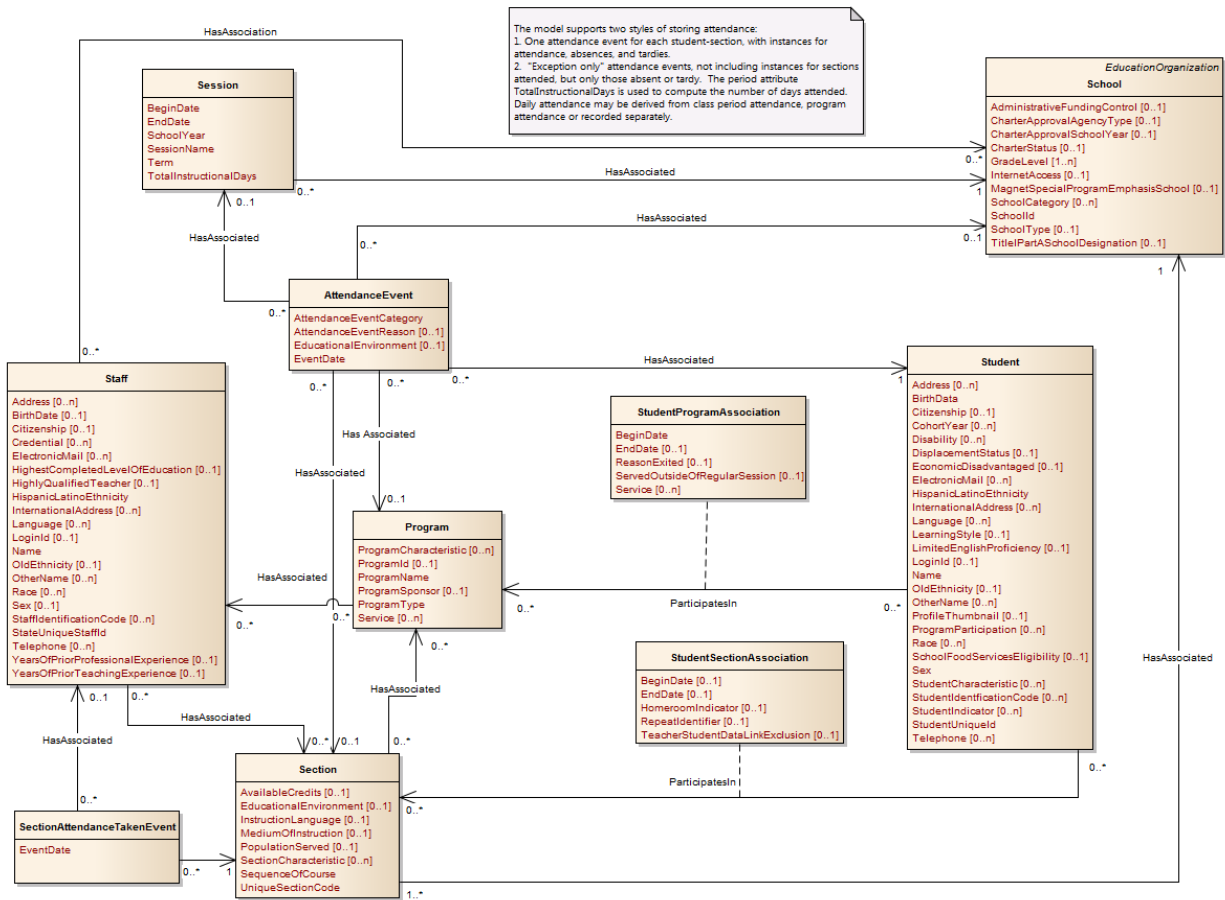 HasAssociation
The model supports two styles of storing attendance:
1. One attendance event for each student-section, with instances for
attendance, absences, and tardies.
2. "Exception only" attendance events, not including instances for sections
attended, but only those absent or tardy. The period attribute
TotalInstructionalDays is used to compute the number of days attended.
Daily attendance may be derived from class period attendance, program
attendance or recorded separately.
Session
BeginDate
EndDate
SchoolYear
SessionName
Term
TotalInstructionalDays
EducationOrganization
School
AdministrativeFundingControl [0..1]
CharterApprovalAgencyType [0..1]
CharterApprovalSchoolYear [0..1]
CharterStatus [0..1]
GradeLevel [1..n]
InternetAccess [0..1]
MagnetSpecialProgramEmphasisSchool [0..1]
SchoolCategory [0..n]
SchoolId
SchoolType [0..1]
TitleIPartASchoolDesignation [0..1]
0..*
HasAssociated
0..*
1
0..1
HasAssociated
0..*
HasAssociated
0..*
0..1
1
AttendanceEvent
AttendanceEventCategory
AttendanceEventReason [0..1]
EducationalEnvironment [0..1]
EventDate
0..*
0..*
0..*
HasAssociated
1
0..*
Staff
Address [0..n]
BirthDate [0..1]
Citizenship [0..1]
Credential [0..n]
ElectronicMail [0..n]
HighestCompletedLevelOfEducation [0..1]
HighlyQualifiedTeacher [0..1]
HispanicLatinoEthnicity
InternationalAddress [0..n]
Language [0..n]
LoginId [0..1]
Name
OldEthnicity [0..1]
OtherName [0..n]
Race [0..n]
Sex [0..1]
StaffIdentificationCode [0..n]
StateUniqueStaffId
Telephone [0..n]
YearsOfPriorProfessionalExperience [0..1]
YearsOfPriorTeachingExperience [0..1]
Student
Address [0..n]
BirthData
Citizenship [0..1]
CohortYear [0..n]
Disability [0..n]
DisplacementStatus [0..1]
EconomicDisadvantaged [0..1]
ElectronicMail [0..n]
HispanicLatinoEthnicity
InternationalAddress [0..n]
Language [0..n]
LearningStyle [0..1]
LimitedEnglishProficiency [0..1]
LoginId [0..1]
Name
OldEthnicity [0..1]
OtherName [0..n]
ProfileThumbnail [0..1]
ProgramParticipation [0..n]
Race [0..n]
SchoolFoodServicesEligibility [0..1]
Sex
StudentCharacteristic [0..n]
StudentIdentficationCode [0..n]
StudentIndicator [0..n]
StudentUniqueId
Telephone [0..n]
StudentProgramAssociation
BeginDate
EndDate [0..1]
ReasonExited [0..1]
ServedOutsideOfRegularSession [0..1]
Service [0..n]
Has Associated
HasAssociated
0..1
Program
ProgramCharacteristic [0..n]
ProgramId [0..1]
ProgramName
ProgramSponsor [0..1]
ProgramType
Service [0..n]
HasAssociated
0..*
0..*
0..*
ParticipatesIn
0..*
0..*
HasAssociated
0..*
StudentSectionAssociation
BeginDate [0..1]
EndDate [0..1]
HomeroomIndicator [0..1]
RepeatIdentifier [0..1]
TeacherStudentDataLinkExclusion [0..1]
HasAssociated
0..1
0..*
HasAssociated
0..*
0..1
HasAssociated
0..*
Section
AvailableCredits [0..1]
EducationalEnvironment [0..1]
InstructionLanguage [0..1]
MediumOfInstruction [0..1]
PopulationServed [0..1]
SectionCharacteristic [0..n]
SequenceOfCourse
UniqueSectionCode
ParticipatesIn
0..*
0..*
0..*
SectionAttendanceTakenEvent
EventDate
0..*
1
1..*